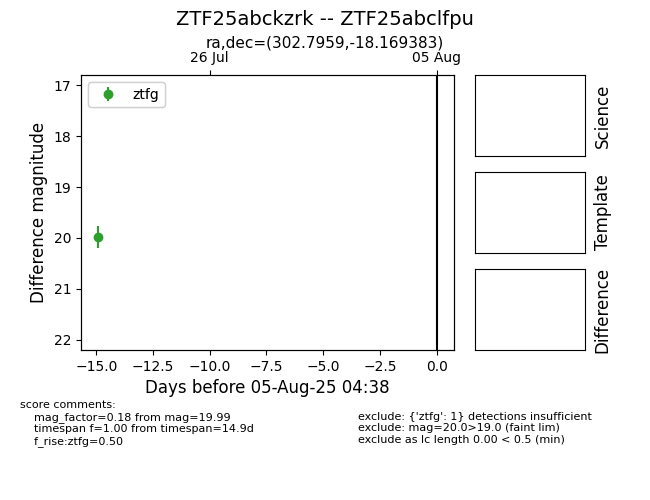 ZTF25abckzrk -- ZTF25abclfpu
ra,dec=(302.7959,-18.169383)
26 Jul
05 Aug
ztfg
17
18
19
20
21
22
Difference magnitude
−15.0
−12.5
−10.0
−7.5
−5.0
−2.5
0.0
Days before 05-Aug-25 04:38
Science
Template
Difference
score comments:
mag_factor=0.18 from mag=19.99
timespan f=1.00 from timespan=14.9d
f_rise:ztfg=0.50
exclude: {'ztfg': 1} detections insufficient
exclude: mag=20.0>19.0 (faint lim)
exclude as lc length 0.00 < 0.5 (min)